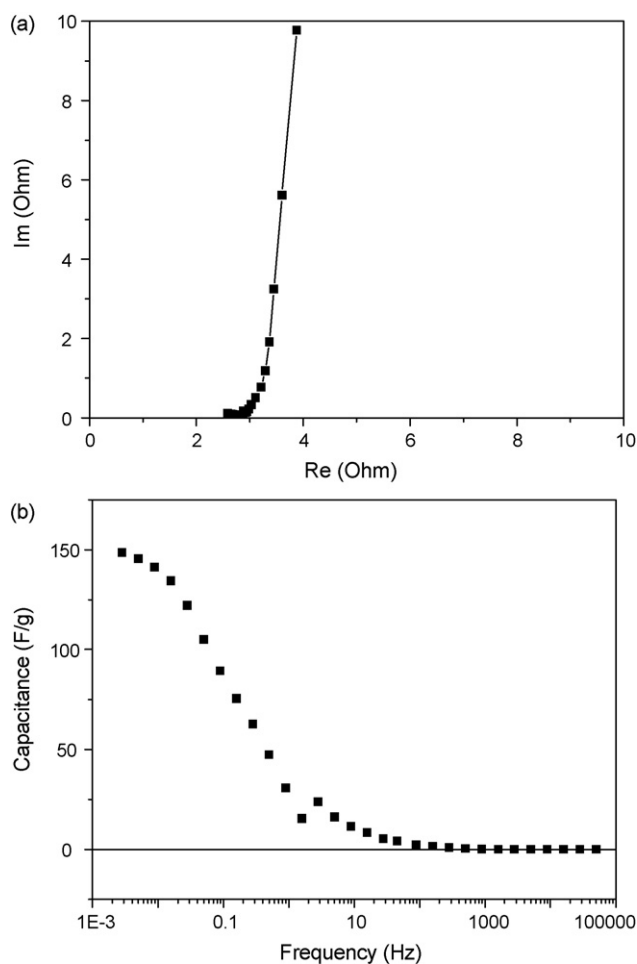 (a)
10
8
6
4
2
0
Im (Ohm)
0 2 4 6 8 10
Re (Ohm)
(b)
150
100
50
0
Capacitance (F/g)
1E-3 0.1 10 1000 100000
Frequency (Hz)